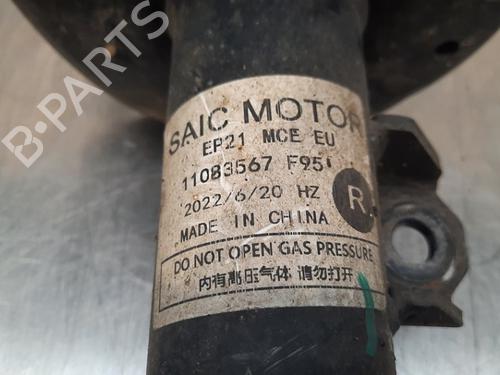 SAIC MOTOR
EP21 MCE EU
11083567 F95
2022/6/20 HZ
R
MADE IN CHINA
DO NOT OPEN GAS PRESSURE
内有高压气体 请勿打开
B-PARTS